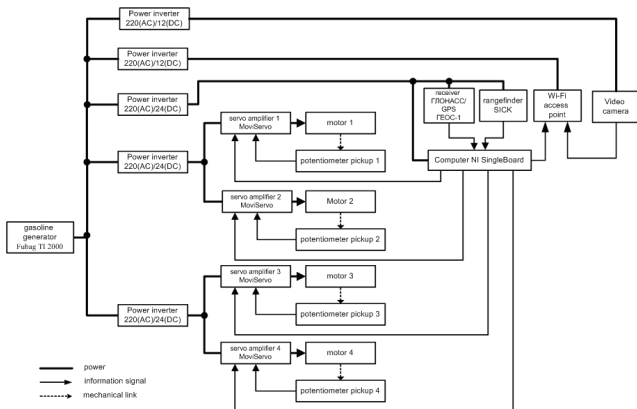 Power inverter
220(AC)/12(DC)
Power inverter
220(AC)/12(DC)
Power inverter
220(AC)/24(DC)
receiver
ГЛОНАСС/
GPS
ГЕОС-1
rangefinder
SICK
Wi-Fi
access
point
Video
camera
servo amplifier 1
MoviServo
motor 1
potentiometer pickup 1
Computer NI SingleBoard
Power inverter
220(AC)/24(DC)
servo amplifier 2
MoviServo
Motor 2
potentiometer pickup 2
gasoline
generator
Fubag TI 2000
servo amplifier 3
MoviServo
motor 3
potentiometer pickup 3
Power inverter
220(AC)/24(DC)
servo amplifier 4
MoviServo
motor 4
potentiometer pickup 4
power
information signal
mechanical link